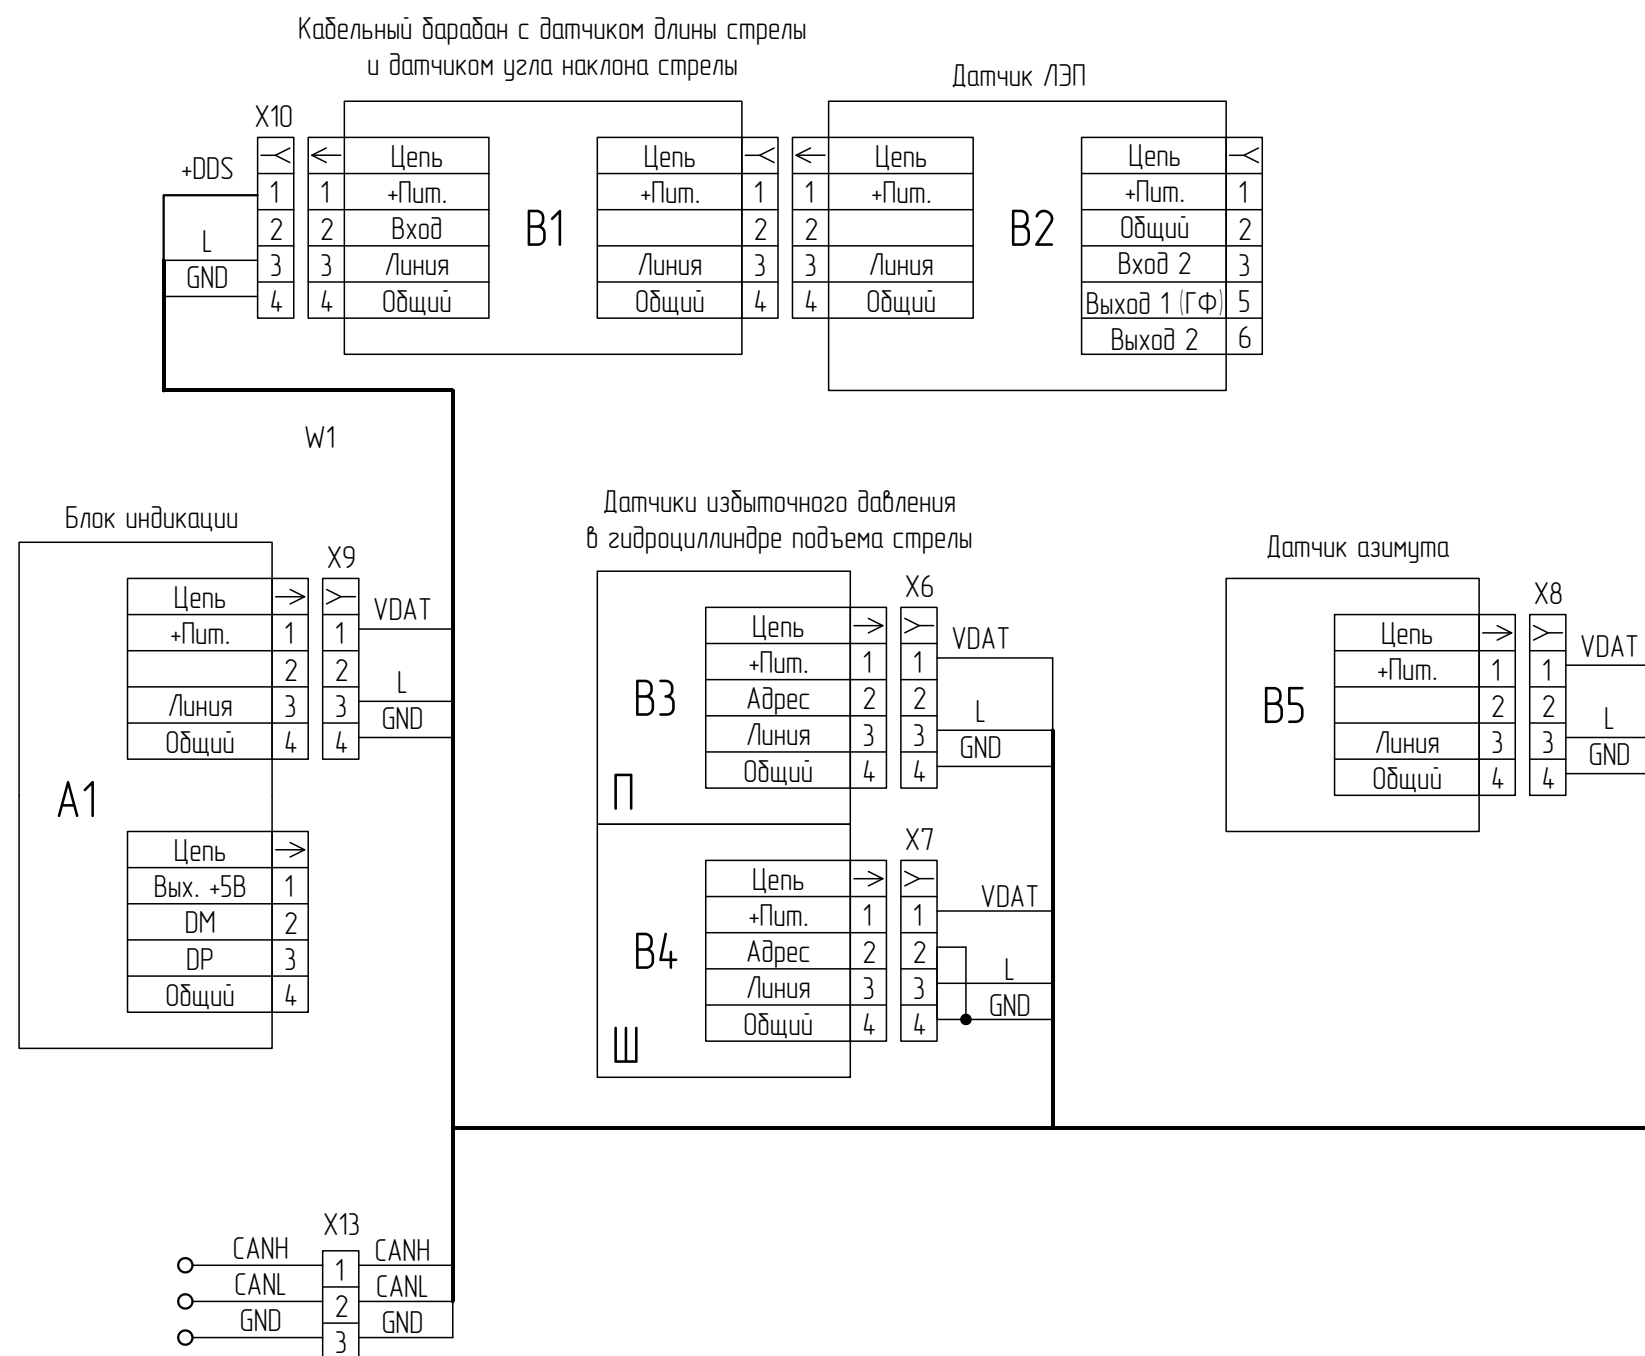 Кабельный барабан с датчиком длины стрелы
и датчиком угла наклона стрелы
Датчик ЛЭП
X10
+DDS
L
GND
1
2
3
4
Цепь
1 +Пит.
2 Вход
3 Линия
4 Общий
B1
Цепь
+Пит. 1
2
Линия 3
Общий 4
Цепь
1 +Пит.
2
3 Линия
4 Общий
B2
Цепь
+Пит. 1
Общий 2
Вход 2 3
Выход 1 (ГФ) 5
Выход 2 6
W1
Блок индикации
A1
Цепь
+Пит. 1
2
Линия 3
Общий 4
X9
1 VDAT
2
3 L
4 GND
Цепь
Вых. +5В 1
DM 2
DP 3
Общий 4
Датчики избыточного давления
в гидроциллиндре подъема стрелы
B3
П
Цепь
+Пит. 1
Адрес 2
Линия 3
Общий 4
X6
1 VDAT
2
3 L
4 GND
B4
Ш
Цепь
+Пит. 1
Адрес 2
Линия 3
Общий 4
X7
1 VDAT
2
3 L
4 GND
Датчик азимута
B5
Цепь
+Пит. 1
2
Линия 3
Общий 4
X8
1 VDAT
2
3 L
4 GND
X13
CANH 1 CANH
CANL 2 CANL
GND 3 GND